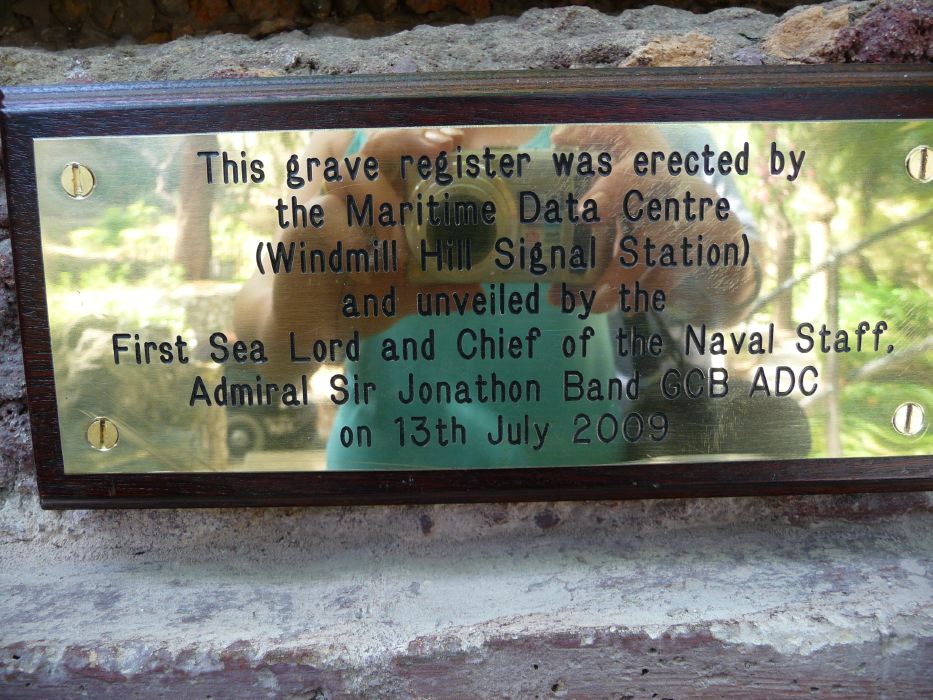 This grave register was erected by
the Maritime Data Centre
(Windmill Hill Signal Station)
and unveiled by the
First Sea Lord and Chief of the Naval Staff,
Admiral Sir Jonathon Band GCB ADC
on 13th July 2009